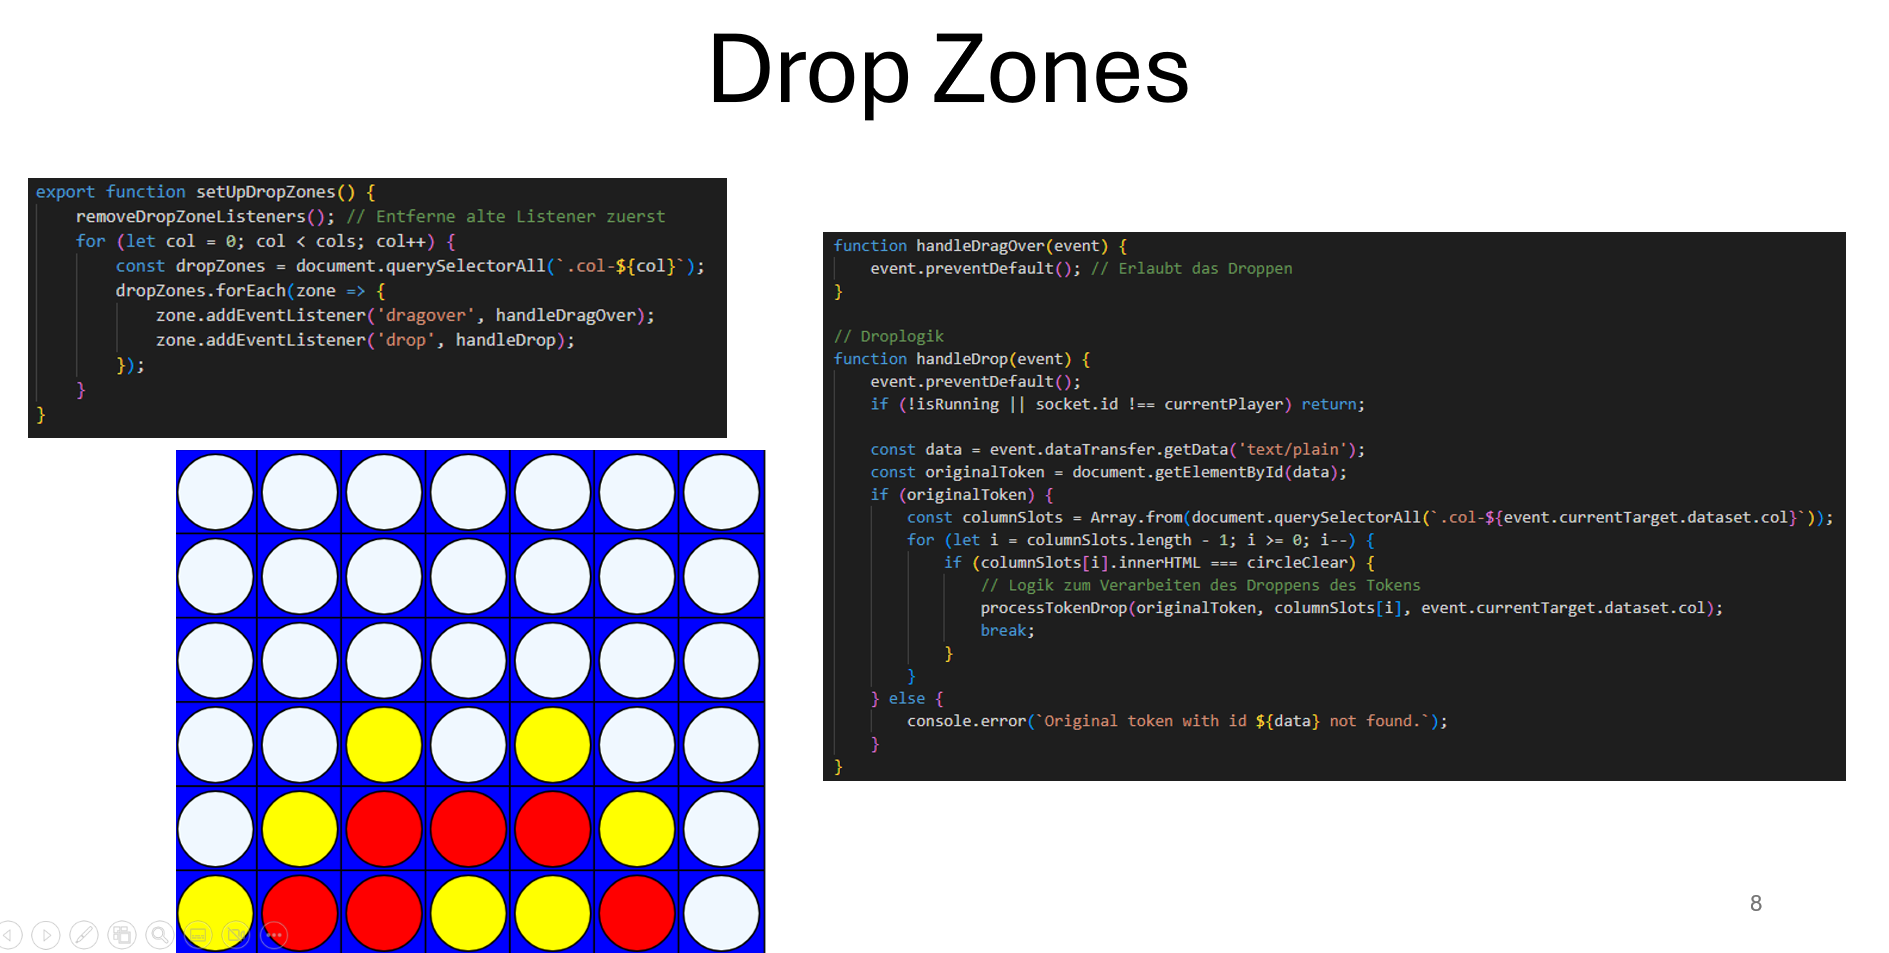 Drop Zones
export function setUpDropZones() {
removeDropZoneListeners(); // Entferne alte Listener zuerst
for (let col = 0; col < cols; col++) {
const dropZones = document.querySelectorAll(`.col-${col}`);
dropZones.forEach(zone => {
zone.addEventListener('dragover', handleDragOver);
zone.addEventListener('drop', handleDrop);
});
}
}
function handleDragOver(event) {
event.preventDefault(); // Erlaubt das Droppen
}
// Droplogik
function handleDrop(event) {
event.preventDefault();
if (!isRunning || socket.id !== currentPlayer) return;
const data = event.dataTransfer.getData('text/plain');
const originalToken = document.getElementById(data);
if (originalToken) {
const columnSlots = Array.from(document.querySelectorAll(`.col-${event.currentTarget.dataset.col}`));
for (let i = columnSlots.length - 1; i >= 0; i--) {
if (columnSlots[i].innerHTML === circleClear) {
// Logik zum Verarbeiten des Droppens des Tokens
processTokenDrop(originalToken, columnSlots[i], event.currentTarget.dataset.col);
break;
}
}
} else {
console.error(`Original token with id ${data} not found.`);
}
}
8